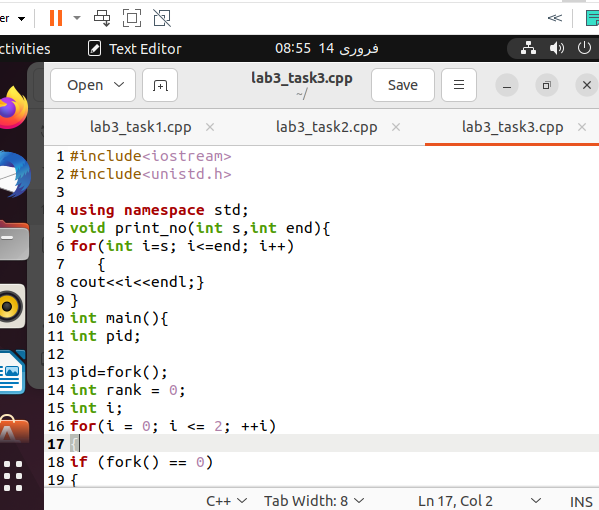 er
<<
ctivities
Text Editor
08:55 14 فروری
Open
lab3_task3.cpp
~/
Save
lab3_task1.cpp ×
lab3_task2.cpp ×
lab3_task3.cpp ×
1 #include<iostream>
2 #include<unistd.h>
3
4 using namespace std;
5 void print_no(int s,int end){
6 for(int i=s; i<=end; i++)
7 {
8 cout<<i<<endl;}
9 }
10 int main(){
11 int pid;
12
13 pid=fork();
14 int rank = 0;
15 int i;
16 for(i = 0; i <= 2; ++i)
17 {
18 if (fork() == 0)
19 {
C++ Tab Width: 8 Ln 17, Col 2 INS